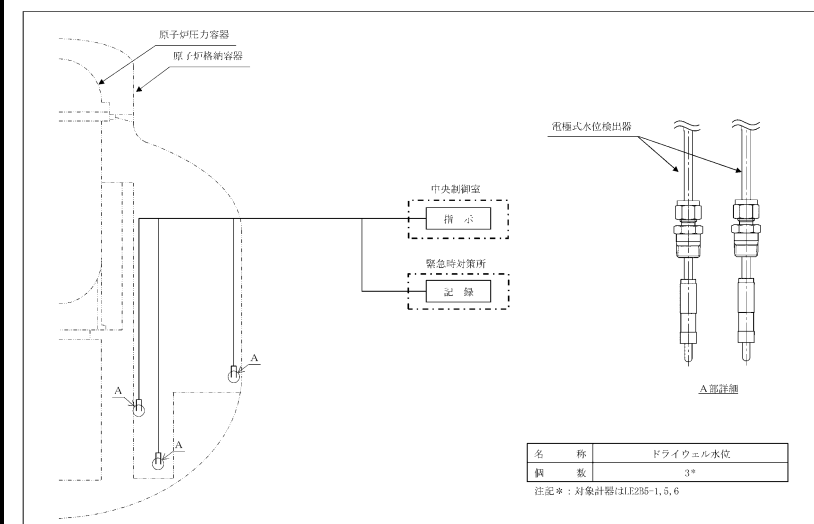 原子炉圧力容器
原子炉格納容器
電極式水位検出器
中央制御室
指 示
緊急時対策所
記 録
A
A
A
A部詳細
名 称 ドライウェル水位
個 数 3*
注記*:対象計器はLE2B5-1,5,6